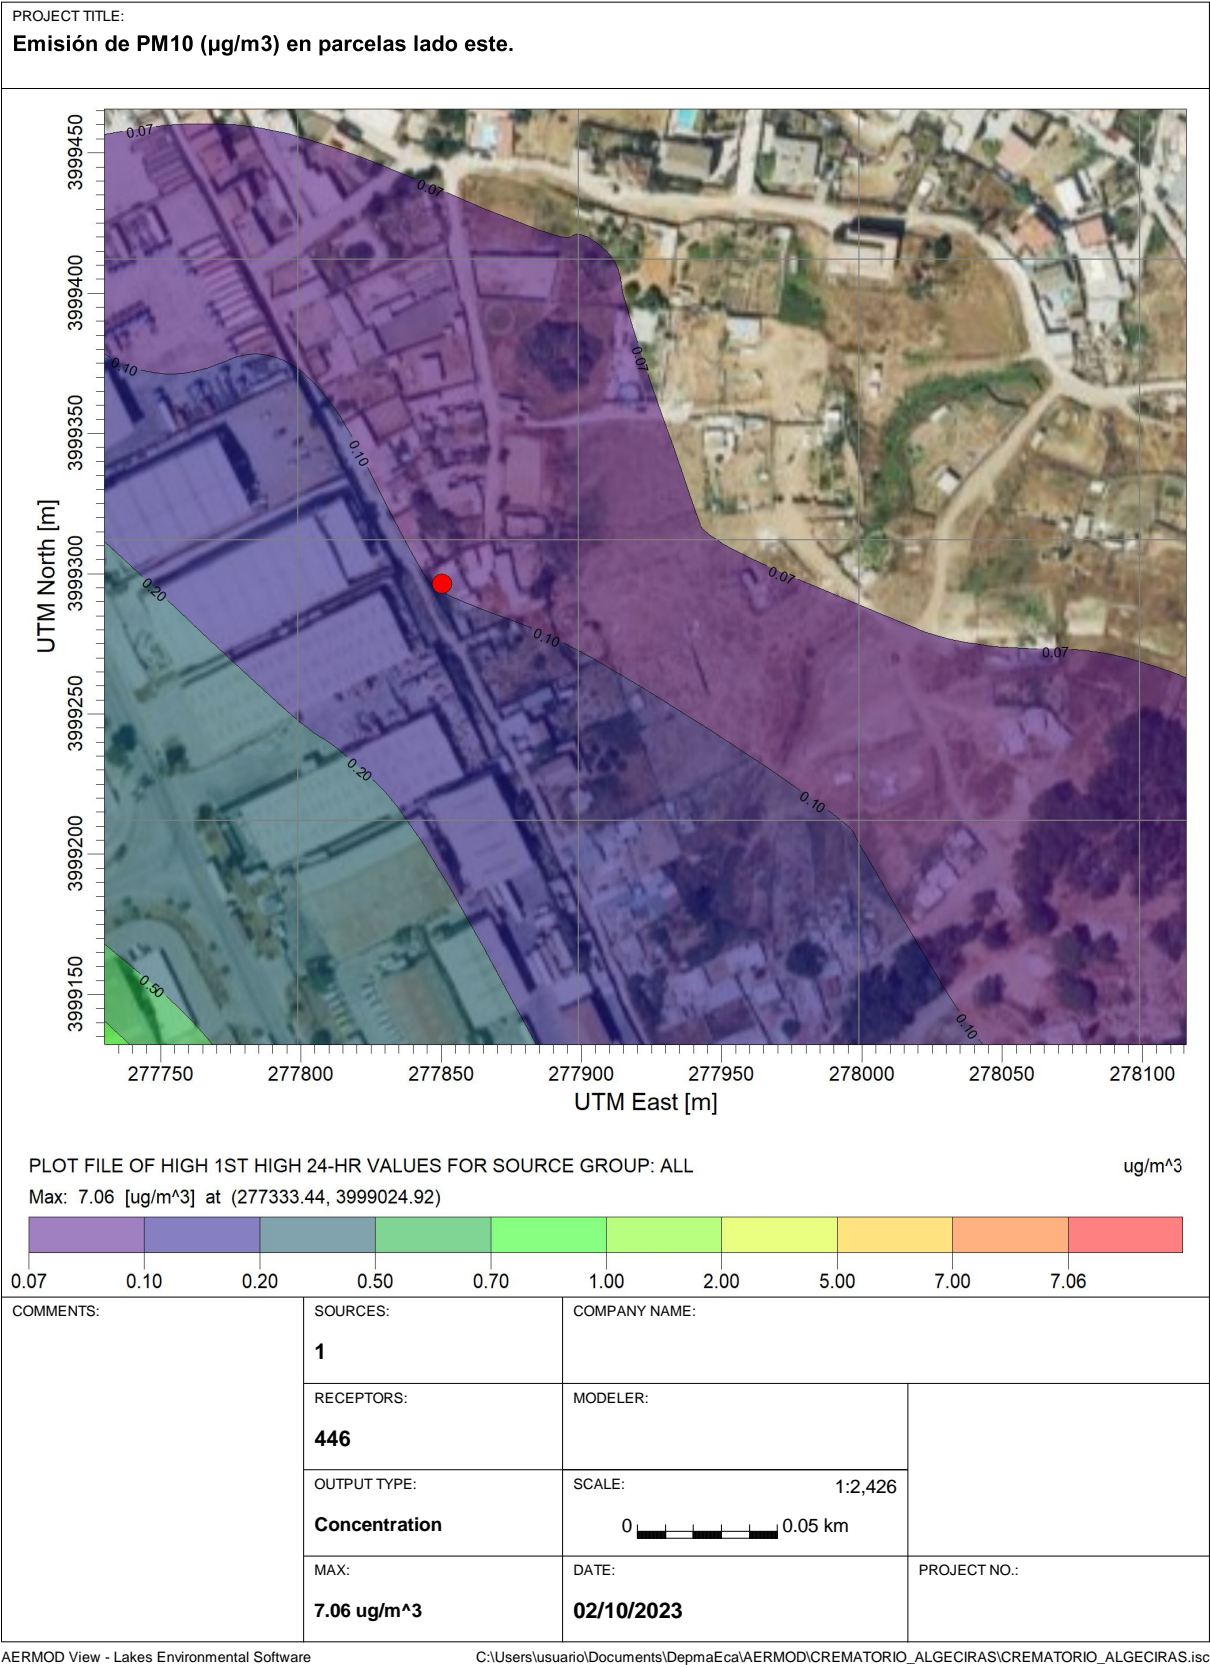 PROJECT TITLE:
Emisión de PM10 (µg/m3) en parcelas lado este.
UTM North [m]
3999450
3999400
3999350
3999300
3999250
3999200
3999150
0.07
0.07
0.07
0.10
0.10
0.20
0.07
0.10
0.07
0.20
0.10
0.50
0.10
277750 277800 277850 277900 277950 278000 278050 278100
UTM East [m]
PLOT FILE OF HIGH 1ST HIGH 24-HR VALUES FOR SOURCE GROUP: ALL ug/m^3
Max: 7.06 [ug/m^3] at (277333.44, 3999024.92)
0.07 0.10 0.20 0.50 0.70 1.00 2.00 5.00 7.00 7.06
COMMENTS:
SOURCES:
1
COMPANY NAME:
RECEPTORS:
446
MODELER:
OUTPUT TYPE:
Concentration
SCALE: 1:2,426
0 0.05 km
MAX:
7.06 ug/m^3
DATE:
02/10/2023
PROJECT NO.:
AERMOD View - Lakes Environmental Software C:\Users\usuario\Documents\DepmaEca\AERMOD\CREMATORIO_ALGECIRAS\CREMATORIO_ALGECIRAS.isc